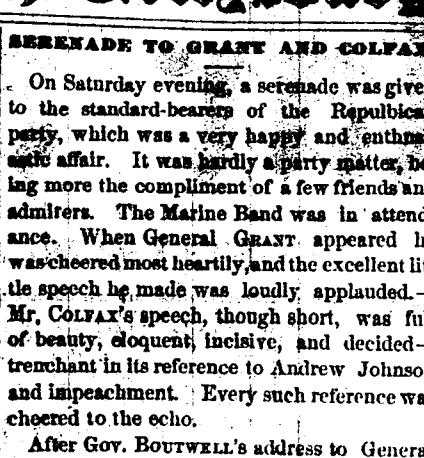 SERENADE TO GRANT AND COLFAX
On Saturday evening, a serenade was give
to the standard-bearers of the Repulbica
party, which was a very happy and enthu
astic affair. It was hardly a party matter, be
ing more the compliment of a few friends an
admirers. The Marine Band was in attend
ance. When General GRANT appeared h
was cheered most heartily, and the excellent lit
tle speech he made was loudly applauded.—
Mr. COLFAX's speech, though short, was fu
of beauty, eloquent, incisive, and decided—
trenchant in its reference to Andrew Johnso
and impeachment. Every such reference wa
cheered to the echo.
After Gov. BOUTWELL's address to Genera